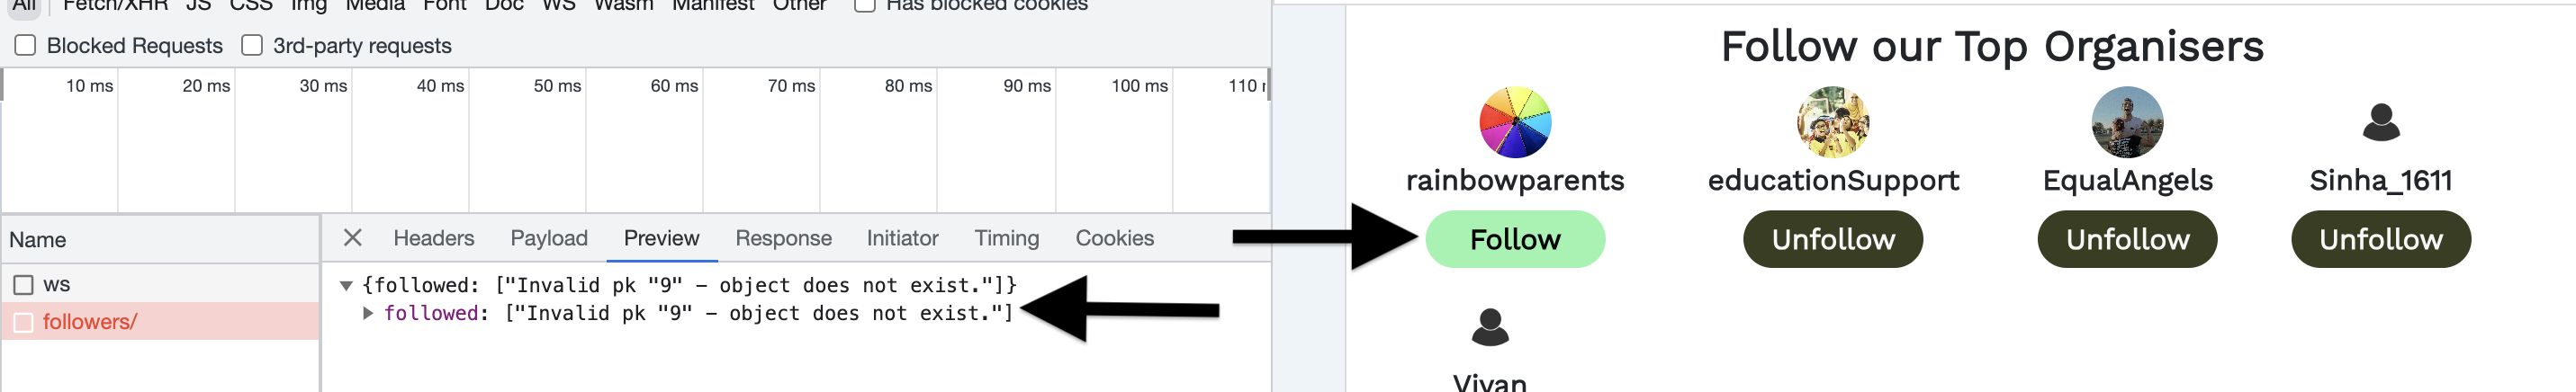 All Fetch/XHR JS CSS Img Media Font Doc WS Wasm Manifest Other Has blocked cookies
Blocked Requests 3rd-party requests
10 ms 20 ms 30 ms 40 ms 50 ms 60 ms 70 ms 80 ms 90 ms 100 ms 110
Name
ws
followers/
Headers Payload Preview Response Initiator Timing Cookies
{followed: ["Invalid pk "9" – object does not exist."]}
followed: ["Invalid pk "9" – object does not exist."]
Follow our Top Organisers
rainbowparents educationSupport EqualAngels Sinha_1611
Follow Unfollow Unfollow Unfollow
Vivan